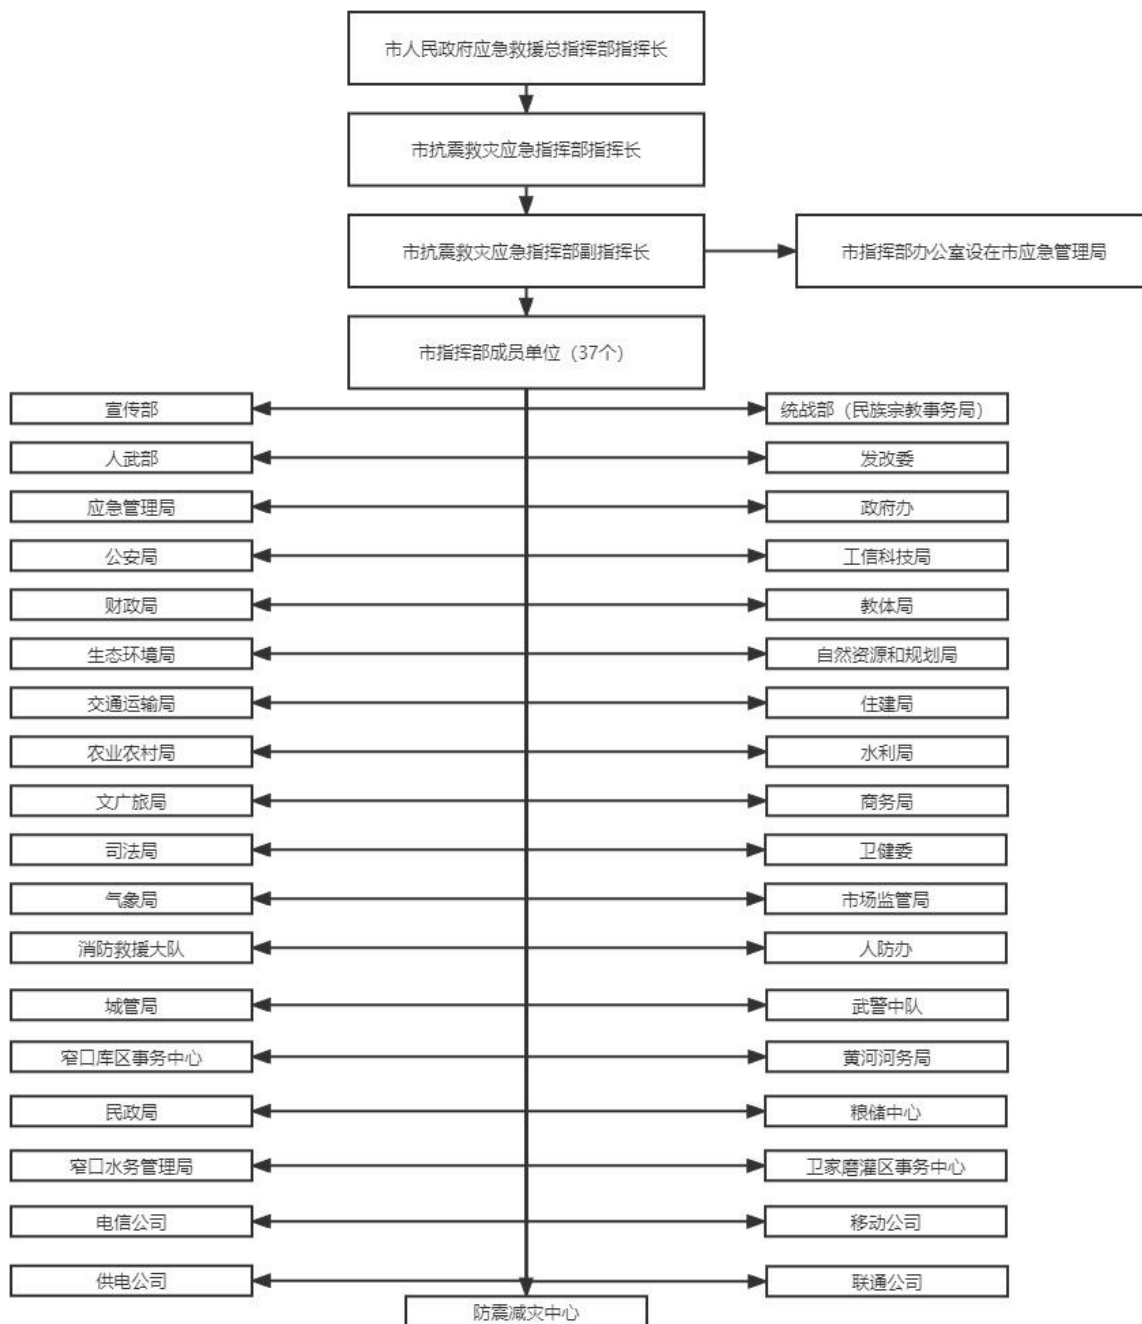 市人民政府应急救援总指挥部指挥长
市抗震救灾应急指挥部指挥长
市抗震救灾应急指挥部副指挥长
市指挥部办公室设在市应急管理局
市指挥部成员单位（37个）
宣传部
统战部（民族宗教事务局）
人武部
发改委
应急管理局
政府办
公安局
工信科技局
财政局
教体局
生态环境局
自然资源和规划局
交通运输局
住建局
农业农村局
水利局
文广旅局
商务局
司法局
卫健委
气象局
市场监管局
消防救援大队
人防办
城管局
武警中队
窄口库区事务中心
黄河河务局
民政局
粮储中心
窄口水务管理局
卫家磨灌区事务中心
电信公司
移动公司
供电公司
联通公司
防震减灾中心